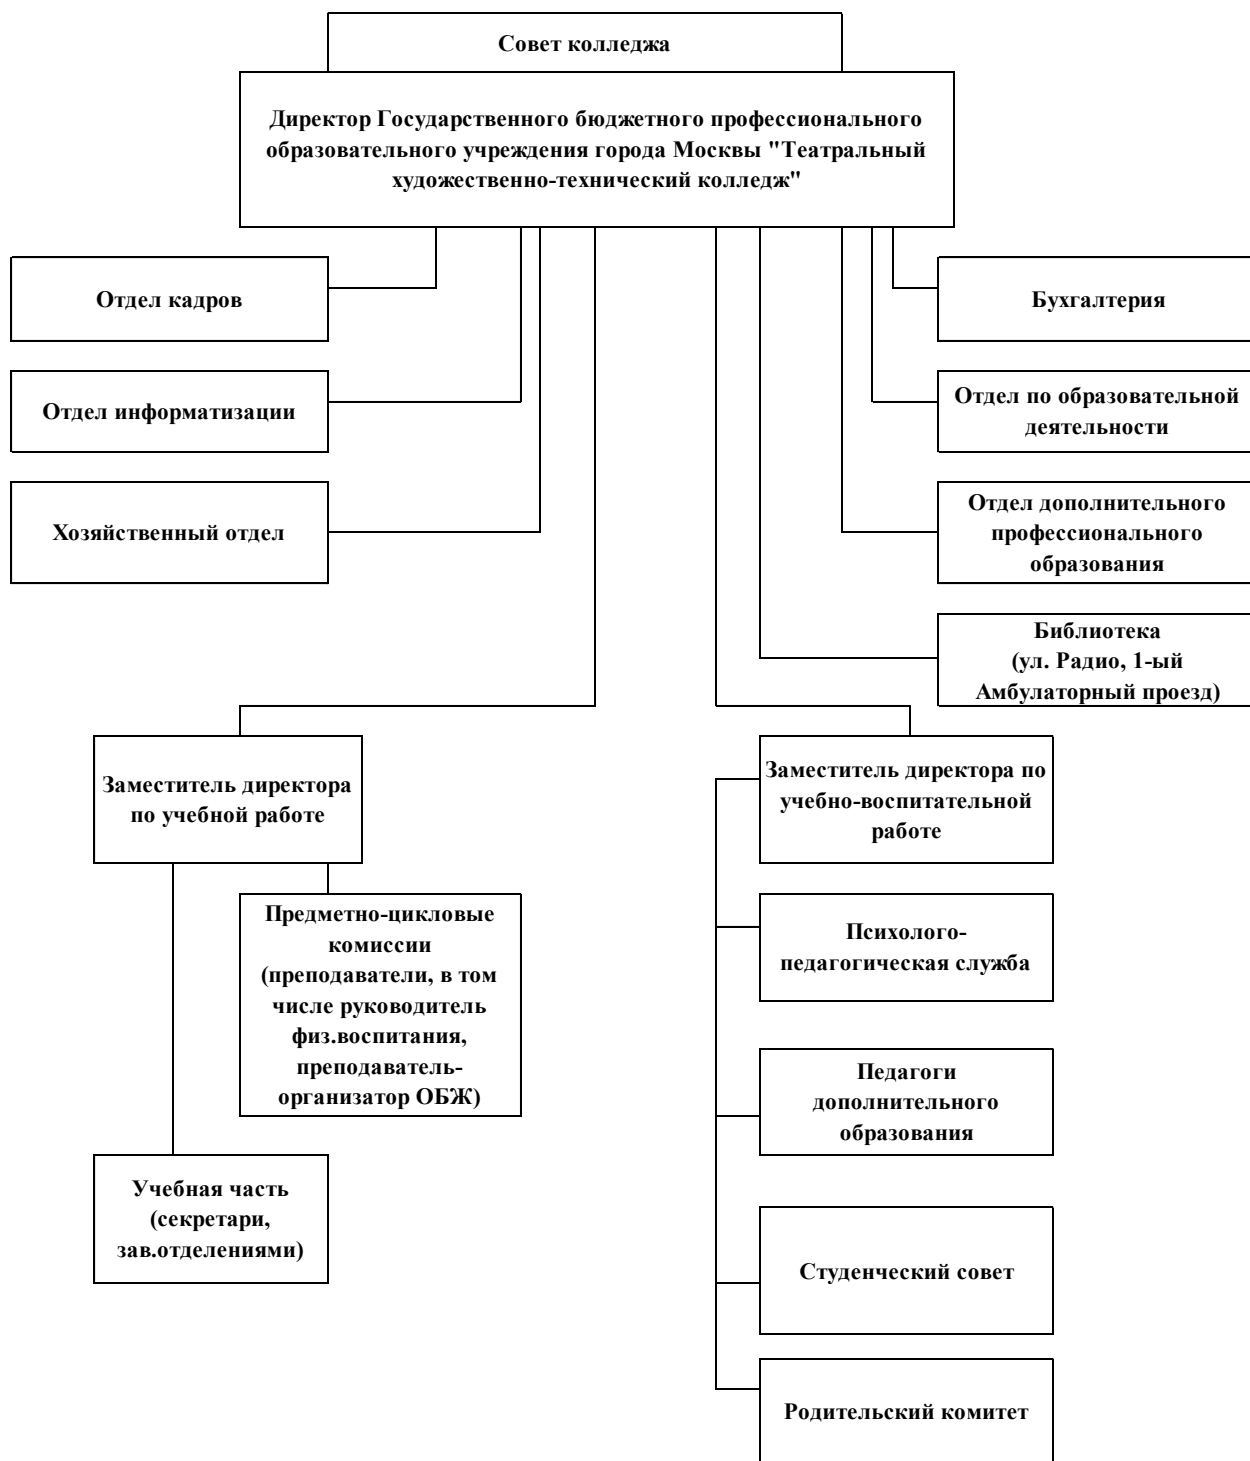 Совет колледжа
Директор Государственного бюджетного профессионального
образовательного учреждения города Москвы "Театральный
художественно-технический колледж"
Отдел кадров
Бухгалтерия
Отдел информатизации
Отдел по образовательной
деятельности
Хозяйственный отдел
Отдел дополнительного
профессионального
образования
Библиотека
(ул. Радио, 1-ый
Амбулаторный проезд)
Заместитель директора
по учебной работе
Заместитель директора по
учебно-воспитательной
работе
Предметно-цикловые
комиссии
(преподаватели, в том
числе руководитель
физ.воспитания,
преподаватель-
организатор ОБЖ)
Психолого-
педагогическая служба
Педагоги
дополнительного
образования
Учебная часть
(секретари,
зав.отделениями)
Студенческий совет
Родительский комитет